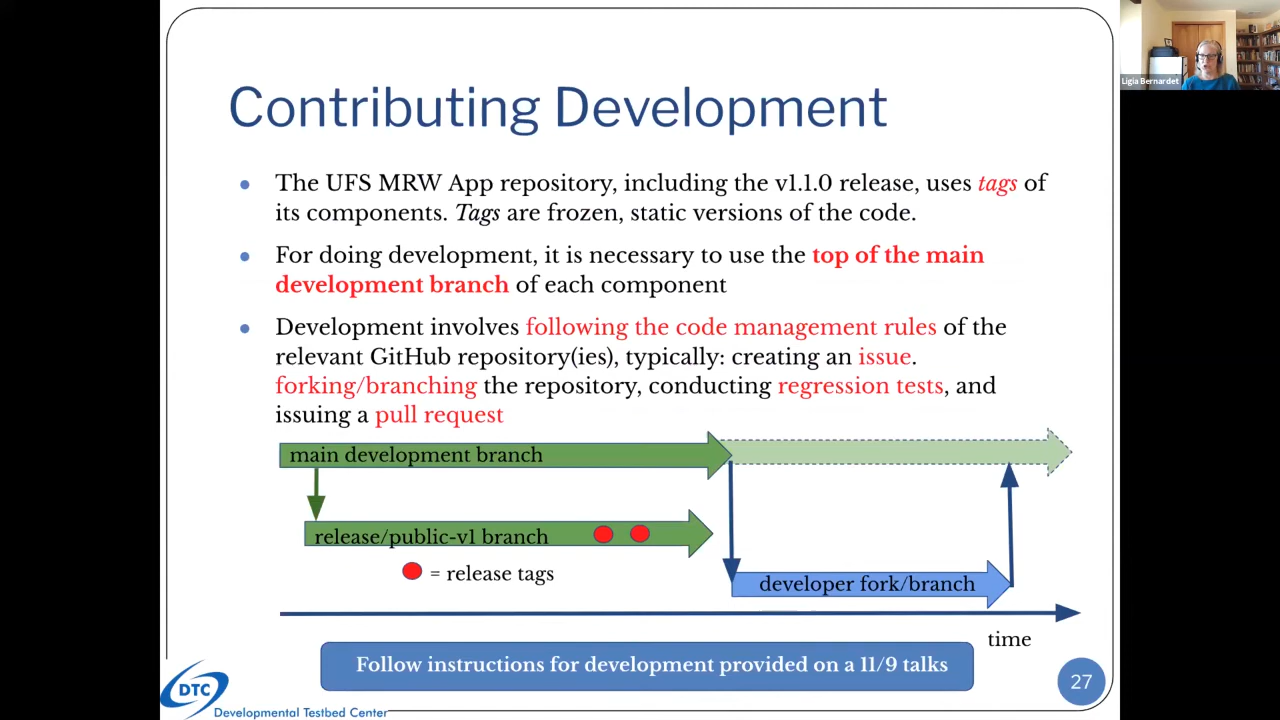 Contributing Development
The UFS MRW App repository, including the v1.1.0 release, uses tags of
its components. Tags are frozen, static versions of the code.
For doing development, it is necessary to use the top of the main
development branch of each component
Development involves following the code management rules of the
relevant GitHub repository(ies), typically: creating an issue.
forking/branching the repository, conducting regression tests, and
issuing a pull request
main development branch
release/public-v1 branch
= release tags
developer fork/branch
time
Follow instructions for development provided on a 11/9 talks
27
DTC
Developmental Testbed Center
Ligia Bernardet